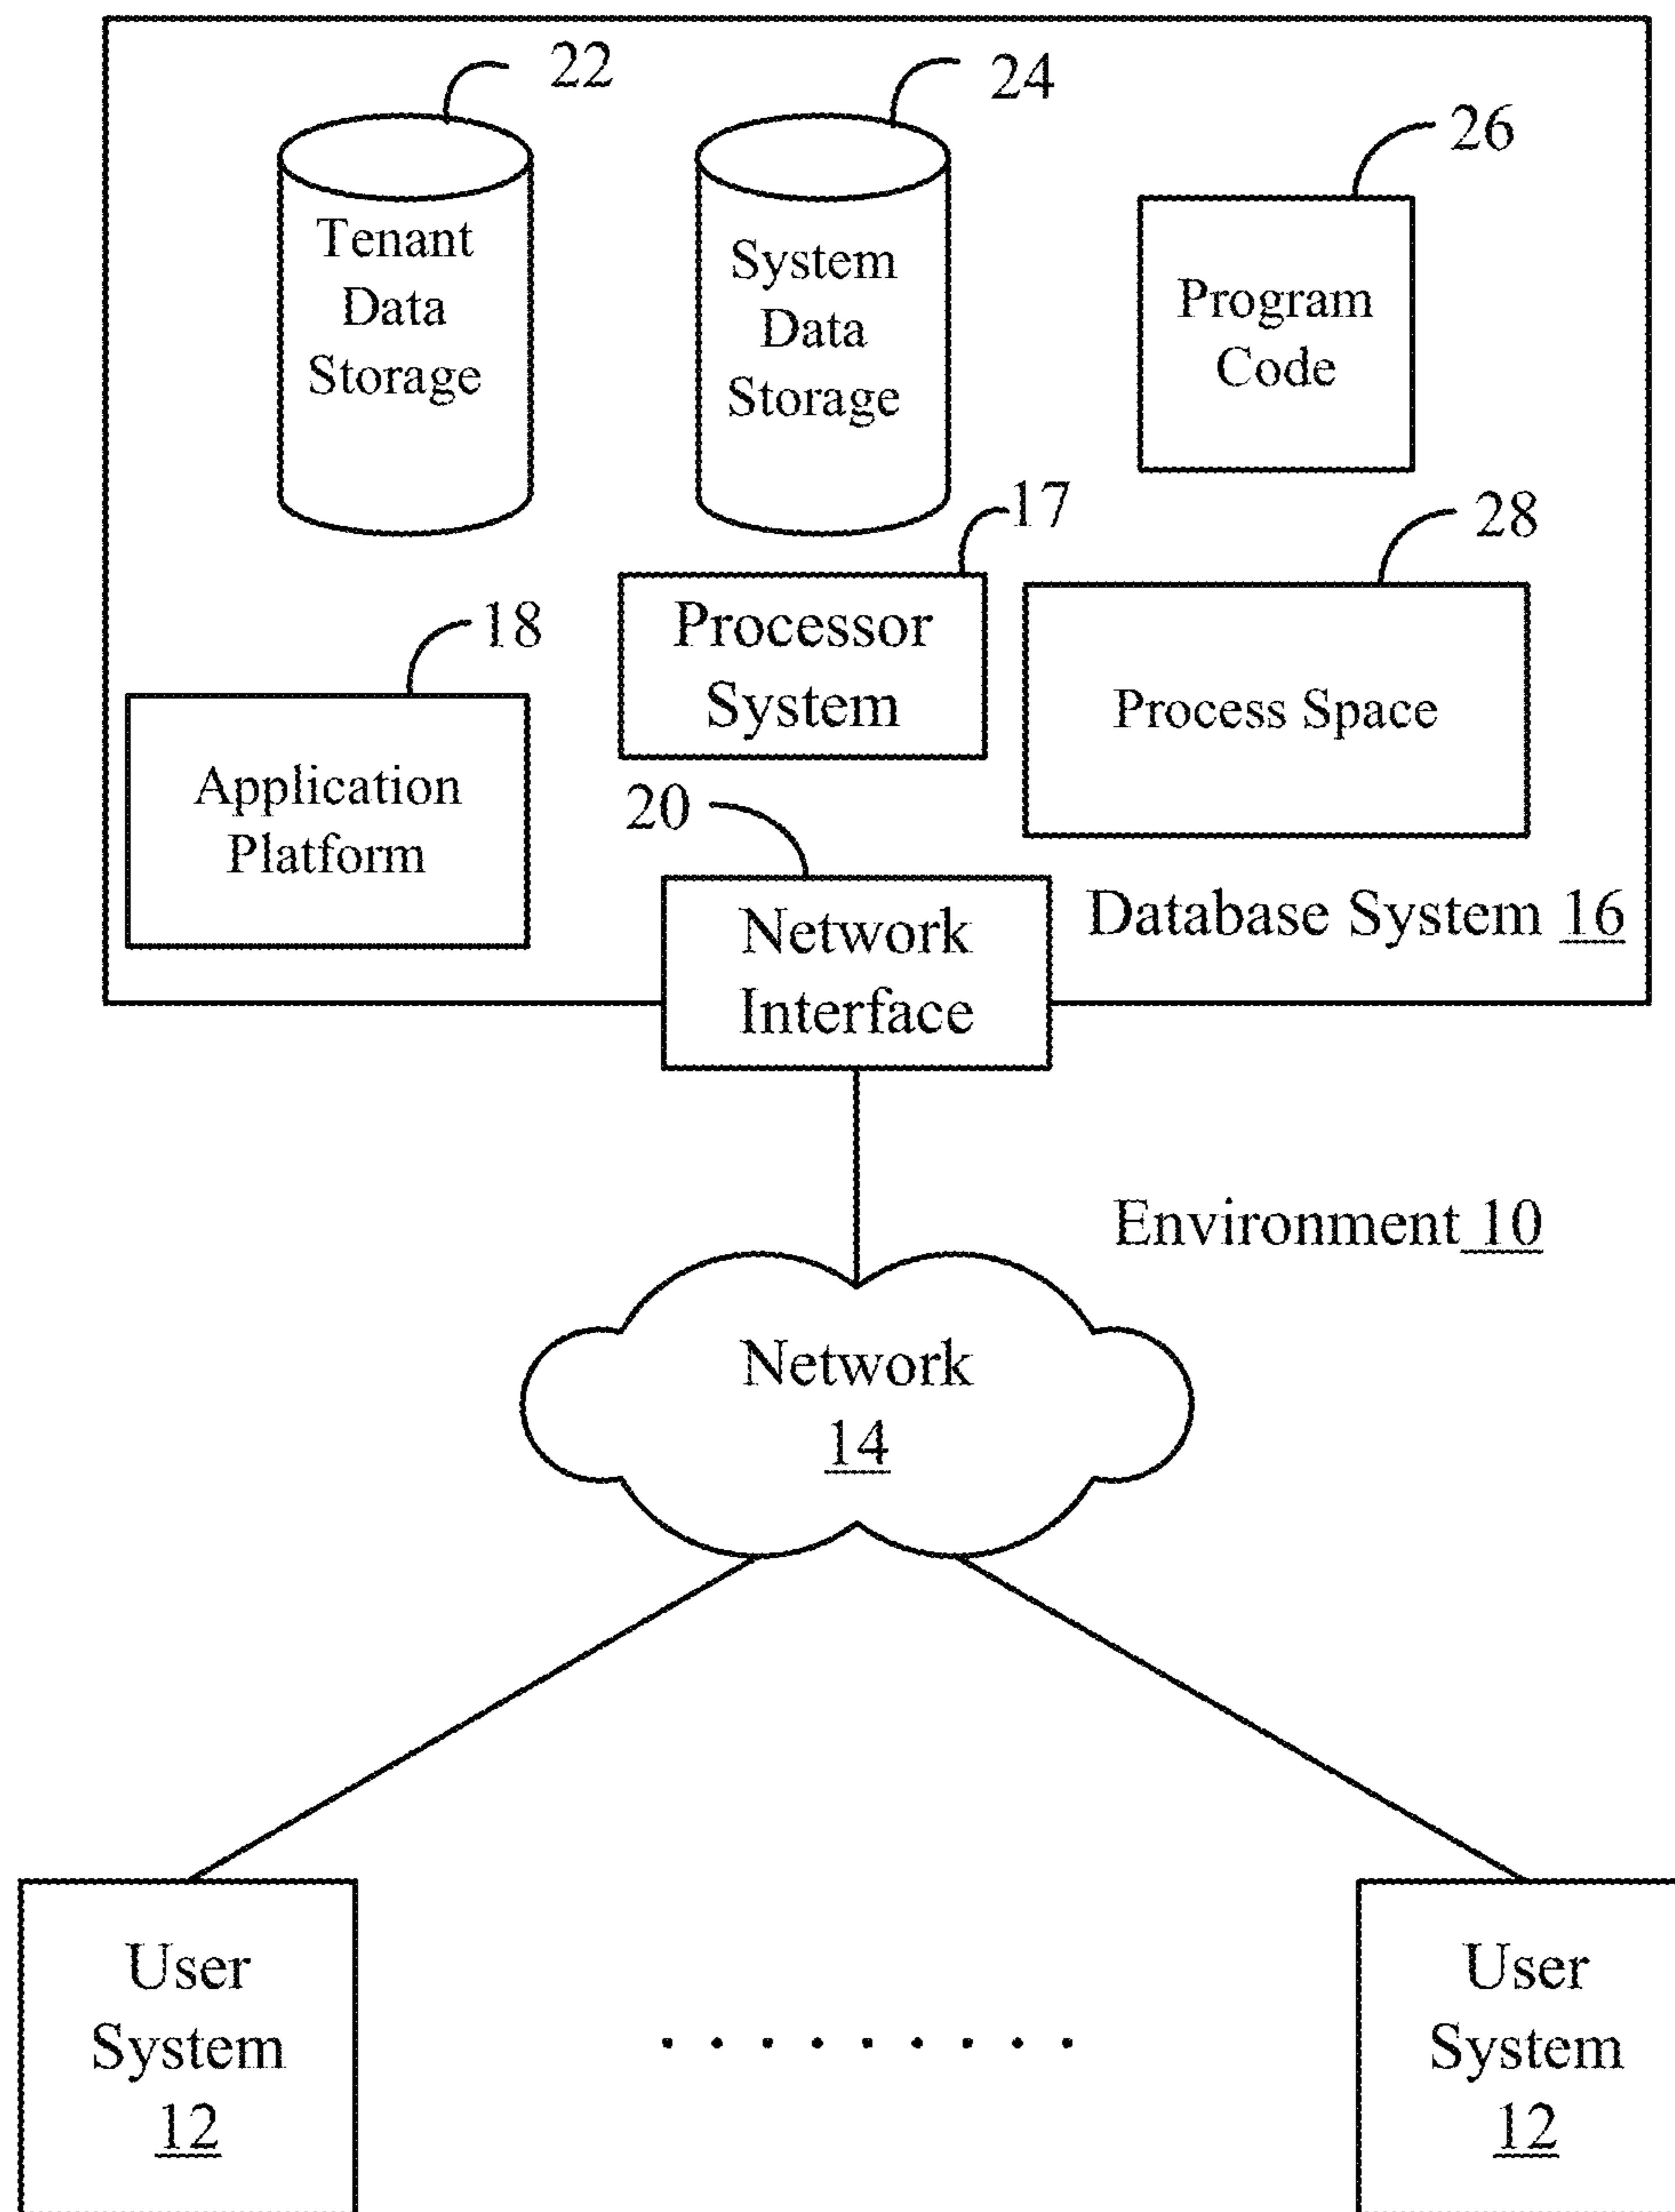 22
24
26
Tenant
Data
Storage
System
Data
Storage
Program
Code
17
28
18
Processor
System
Process Space
Application
Platform
20
Network
Interface
Database System 16
Environment 10
Network
14
User
System
12
. . . . . . . . .
User
System
12